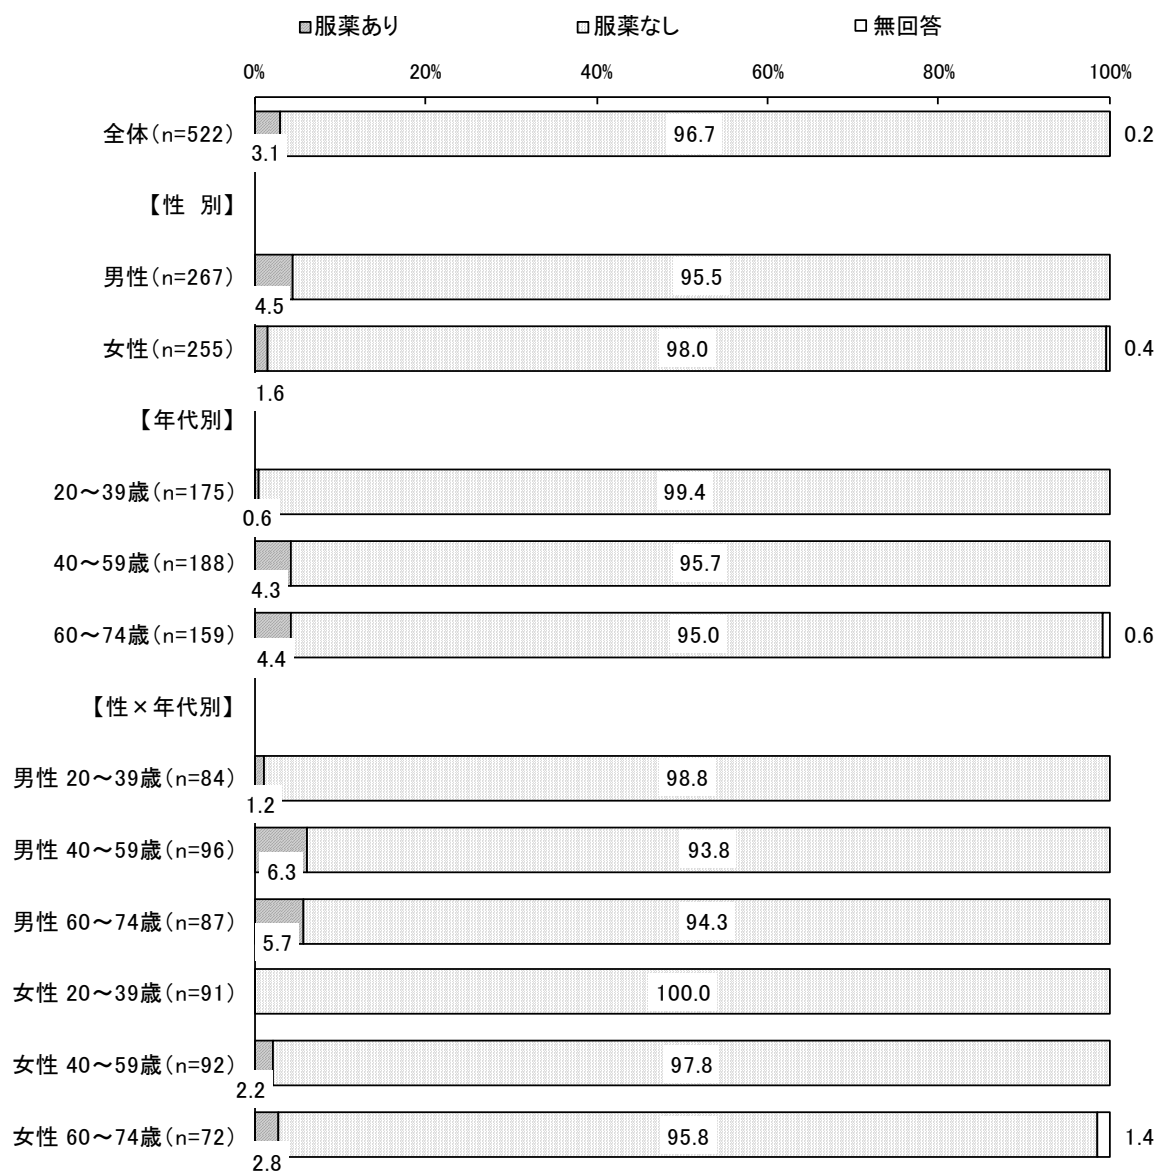 服薬あり 服薬なし 無回答
0% 20% 40% 60% 80% 100%
全体(n=522) 3.1 96.7 0.2
【性 別】
男性(n=267) 4.5 95.5
女性(n=255) 1.6 98.0 0.4
【年代別】
20～39歳(n=175) 0.6 99.4
40～59歳(n=188) 4.3 95.7
60～74歳(n=159) 4.4 95.0 0.6
【性×年代別】
男性 20～39歳(n=84) 1.2 98.8
男性 40～59歳(n=96) 6.3 93.8
男性 60～74歳(n=87) 5.7 94.3
女性 20～39歳(n=91) 100.0
女性 40～59歳(n=92) 2.2 97.8
女性 60～74歳(n=72) 2.8 95.8 1.4